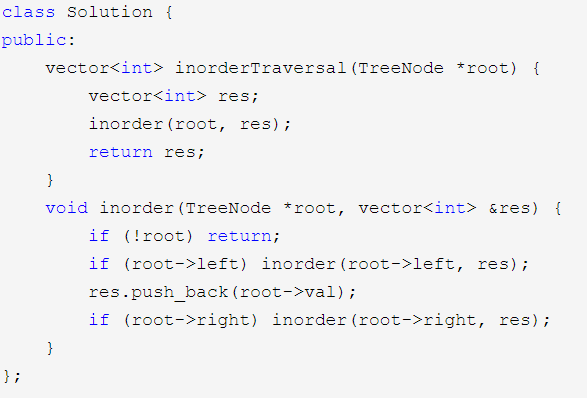 class Solution {
public:
    vector<int> inorderTraversal(TreeNode *root) {
        vector<int> res;
        inorder(root, res);
        return res;
    }
    void inorder(TreeNode *root, vector<int> &res) {
        if (!root) return;
        if (root->left) inorder(root->left, res);
        res.push_back(root->val);
        if (root->right) inorder(root->right, res);
    }
};